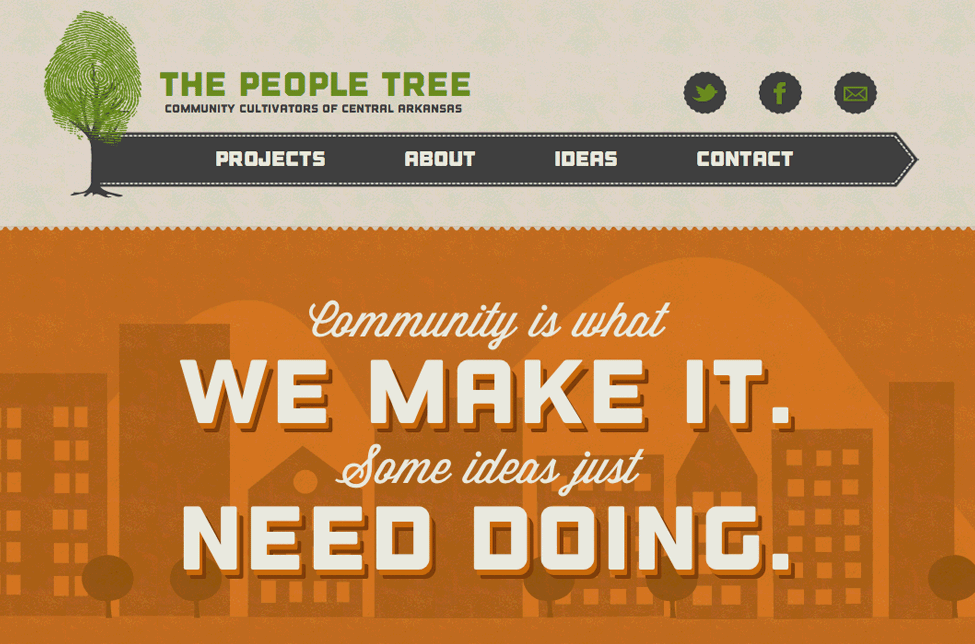 THE PEOPLE TREE
COMMUNITY CULTIVATORS OF CENTRAL ARKANSAS
PROJECTS ABOUT IDEAS CONTACT
Community is what
WE MAKE IT.
Some ideas just
NEED DOING.